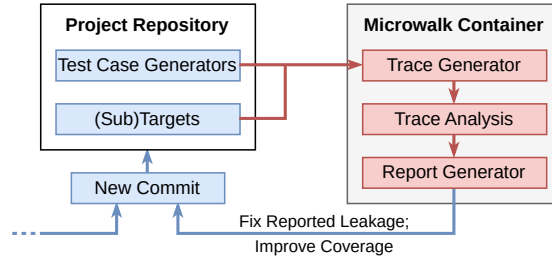 Project Repository
Test Case Generators
(Sub)Targets
New Commit
Microwalk Container
Trace Generator
Trace Analysis
Report Generator
Fix Reported Leakage;
Improve Coverage